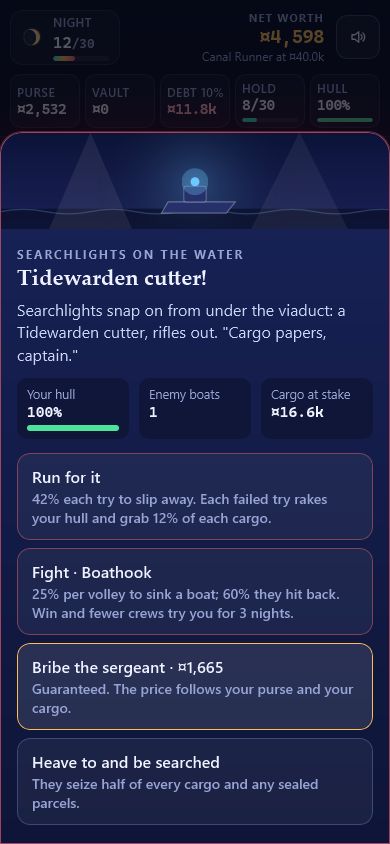 NIGHT
12/30
NET WORTH
¤4,598
Canal Runner at ¤40.0k
PURSE
¤2,532
VAULT
¤0
DEBT 10%
¤11.8k
HOLD
8/30
HULL
100%
SEARCHLIGHTS ON THE WATER
Tidewarden cutter!
Searchlights snap on from under the viaduct: a
Tidewarden cutter, rifles out. "Cargo papers,
captain."
Your hull
100%
Enemy boats
1
Cargo at stake
¤16.6k
Run for it
42% each try to slip away. Each failed try rakes
your hull and grab 12% of each cargo.
Fight · Boathook
25% per volley to sink a boat; 60% they hit back.
Win and fewer crews try you for 3 nights.
Bribe the sergeant · ¤1,665
Guaranteed. The price follows your purse and your
cargo.
Heave to and be searched
They seize half of every cargo and any sealed
parcels.